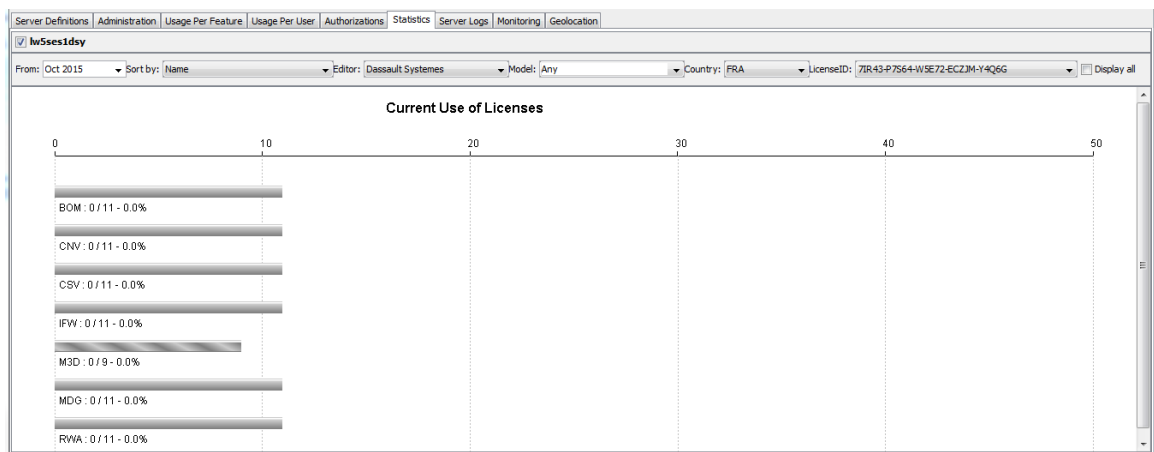 Server Definitions Administration Usage Per Feature Usage Per User Authorizations Statistics Server Logs Monitoring Geolocation
lw5ses1dsy
From: Oct 2015 Sort by: Name Editor: Dassault Systemes Model: Any Country: FRA LicenseID: 7IR43-P7S64-W5E72-ECZJM-Y4Q6G Display all
Current Use of Licenses
0 10 20 30 40 50
BOM : 0 / 11 - 0.0%
CNV : 0 / 11 - 0.0%
CSV : 0 / 11 - 0.0%
IFW : 0 / 11 - 0.0%
M3D : 0 / 9 - 0.0%
MDG : 0 / 11 - 0.0%
RWA : 0 / 11 - 0.0%